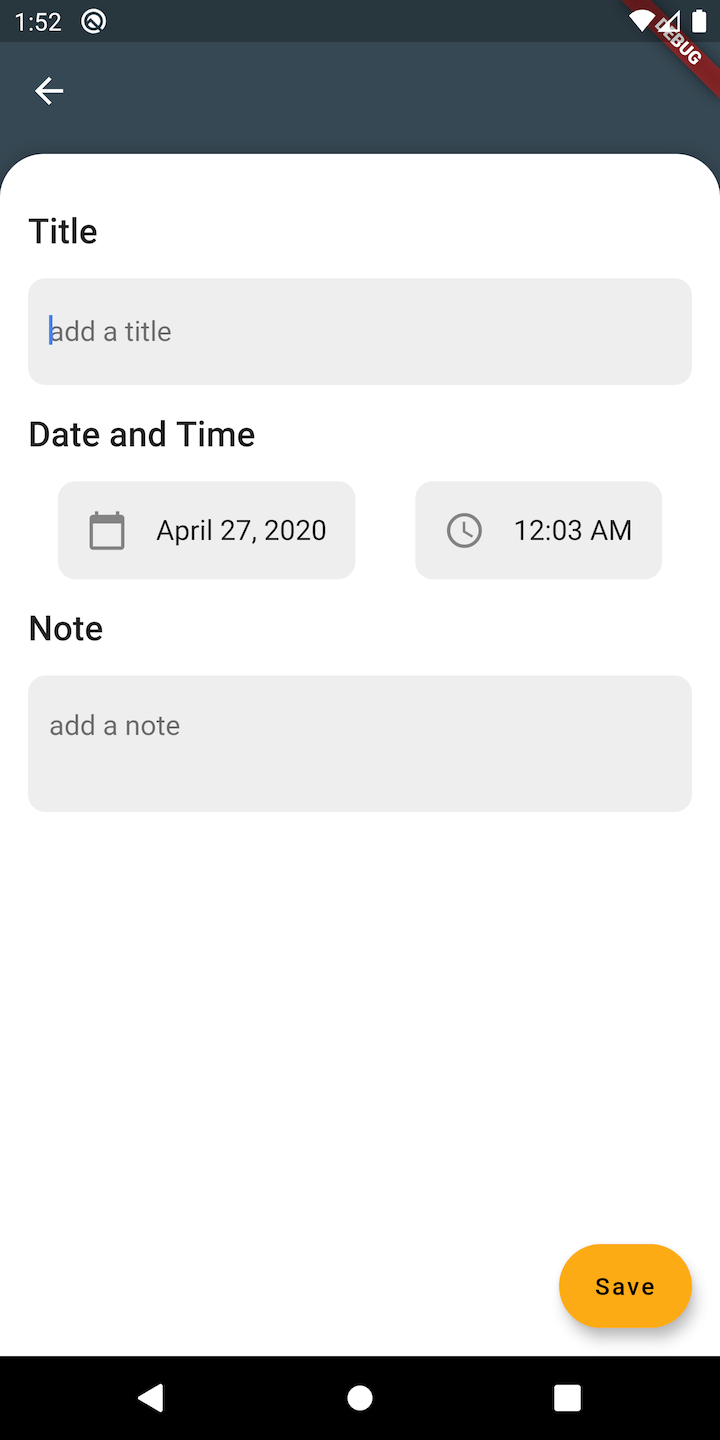 1:52
DEBUG
Title
add a title
Date and Time
April 27, 2020
12:03 AM
Note
add a note
Save